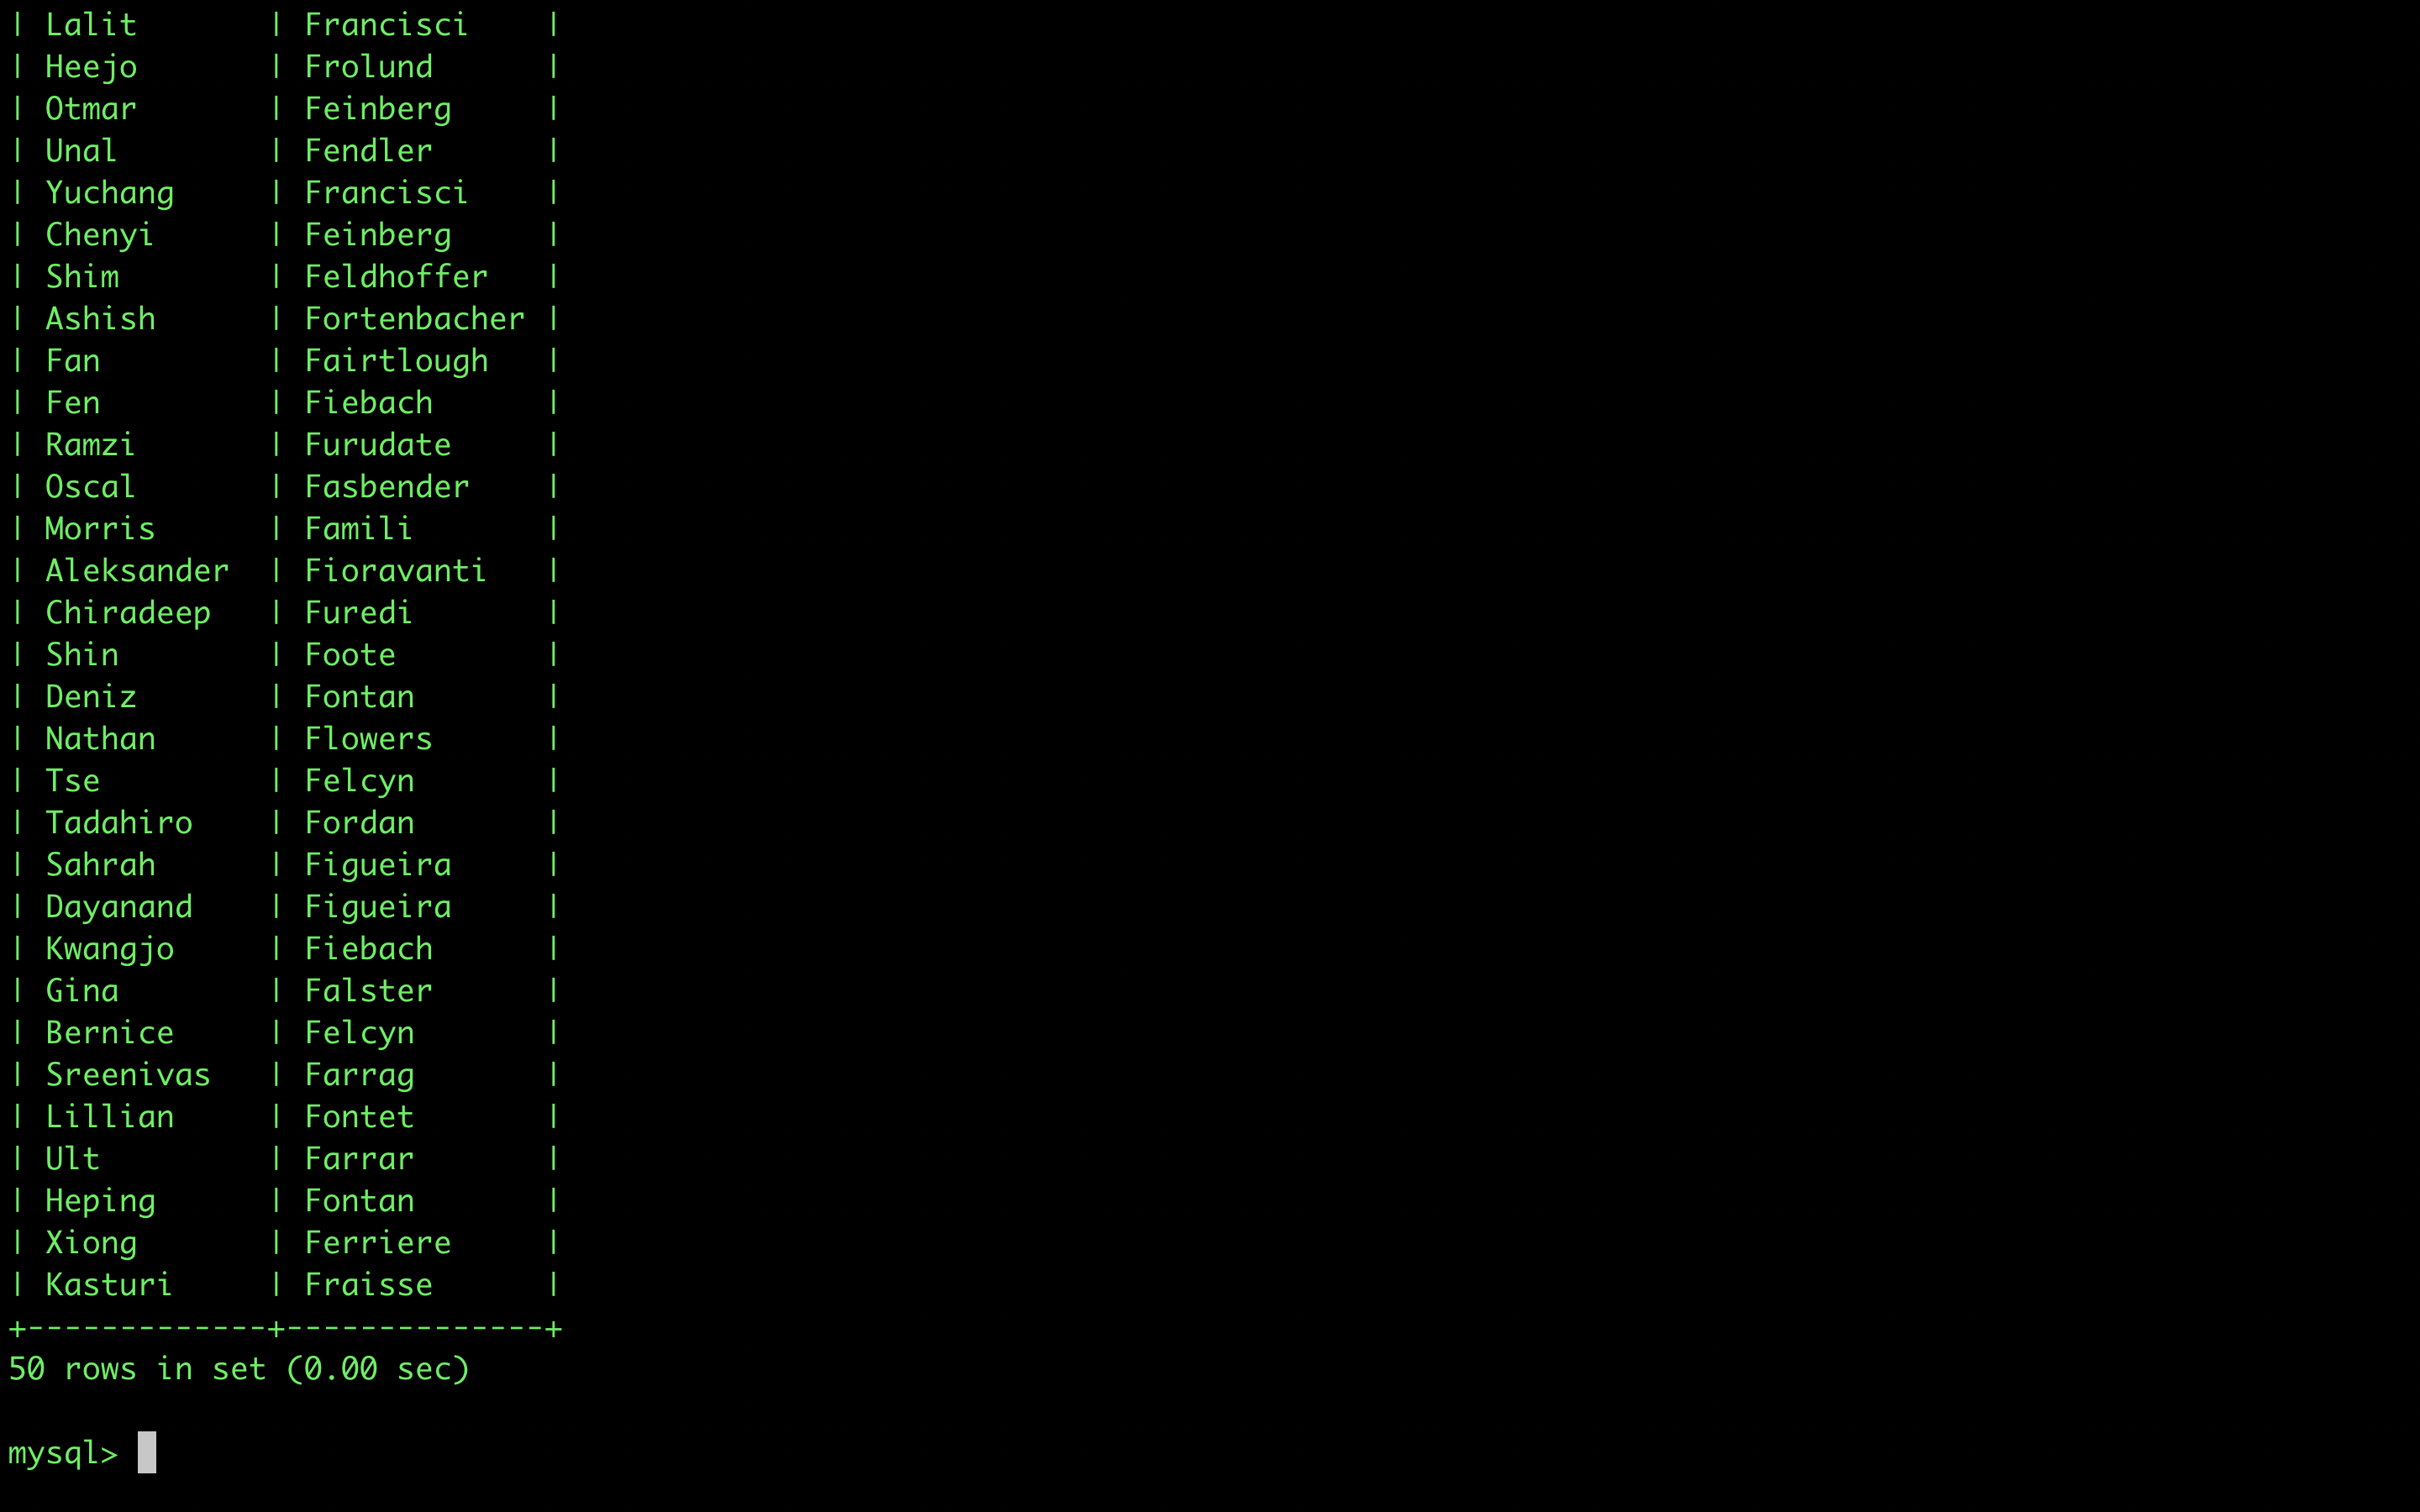 | Lalit       | Francisci    |
| Heejo       | Frolund      |
| Otmar       | Feinberg     |
| Unal        | Fendler      |
| Yuchang     | Francisci    |
| Chenyi      | Feinberg     |
| Shim        | Feldhoffer   |
| Ashish      | Fortenbacher |
| Fan         | Fairtlough   |
| Fen         | Fiebach      |
| Ramzi       | Furudate     |
| Oscal       | Fasbender    |
| Morris      | Famili       |
| Aleksander  | Fioravanti   |
| Chiradeep   | Furedi       |
| Shin        | Foote        |
| Deniz       | Fontan       |
| Nathan      | Flowers      |
| Tse         | Felcyn       |
| Tadahiro    | Fordan       |
| Sahrah      | Figueira     |
| Dayanand    | Figueira     |
| Kwangjo     | Fiebach      |
| Gina        | Falster      |
| Bernice     | Felcyn       |
| Sreenivas   | Farrag       |
| Lillian     | Fontet       |
| Ult         | Farrar       |
| Heping      | Fontan       |
| Xiong       | Ferriere     |
| Kasturi     | Fraisse      |
+-------------+--------------+
50 rows in set (0.00 sec)
mysql>